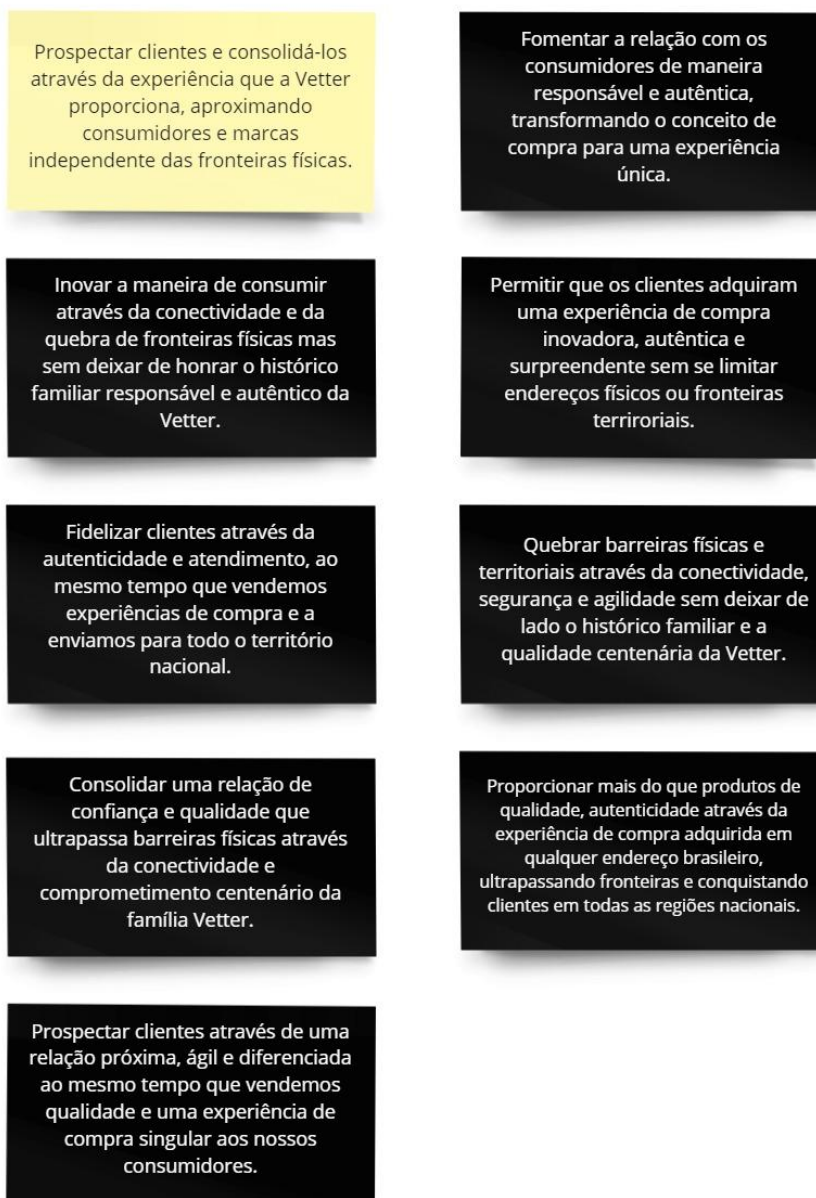 Prospectar clientes e consolidá-los
através da experiência que a Vetter
proporciona, aproximando
consumidores e marcas
independente das fronteiras físicas.
Fomentar a relação com os
consumidores de maneira
responsável e autêntica,
transformando o conceito de
compra para uma experiência
única.
Inovar a maneira de consumir
através da conectividade e da
quebra de fronteiras físicas mas
sem deixar de honrar o histórico
familiar responsável e autêntico da
Vetter.
Permitir que os clientes adquiram
uma experiência de compra
inovadora, autêntica e
surpreendente sem se limitar
endereços físicos ou fronteiras
terriroriais.
Fidelizar clientes através da
autenticidade e atendimento, ao
mesmo tempo que vendemos
experiências de compra e a
enviamos para todo o território
nacional.
Quebrar barreiras físicas e
territoriais através da conectividade,
segurança e agilidade sem deixar de
lado o histórico familiar e a
qualidade centenária da Vetter.
Consolidar uma relação de
confiança e qualidade que
ultrapassa barreiras físicas através
da conectividade e
comprometimento centenário da
família Vetter.
Proporcionar mais do que produtos de
qualidade, autenticidade através da
experiência de compra adquirida em
qualquer endereço brasileiro,
ultrapassando fronteiras e conquistando
clientes em todas as regiões nacionais.
Prospectar clientes através de uma
relação próxima, ágil e diferenciada
ao mesmo tempo que vendemos
qualidade e uma experiência de
compra singular aos nossos
consumidores.